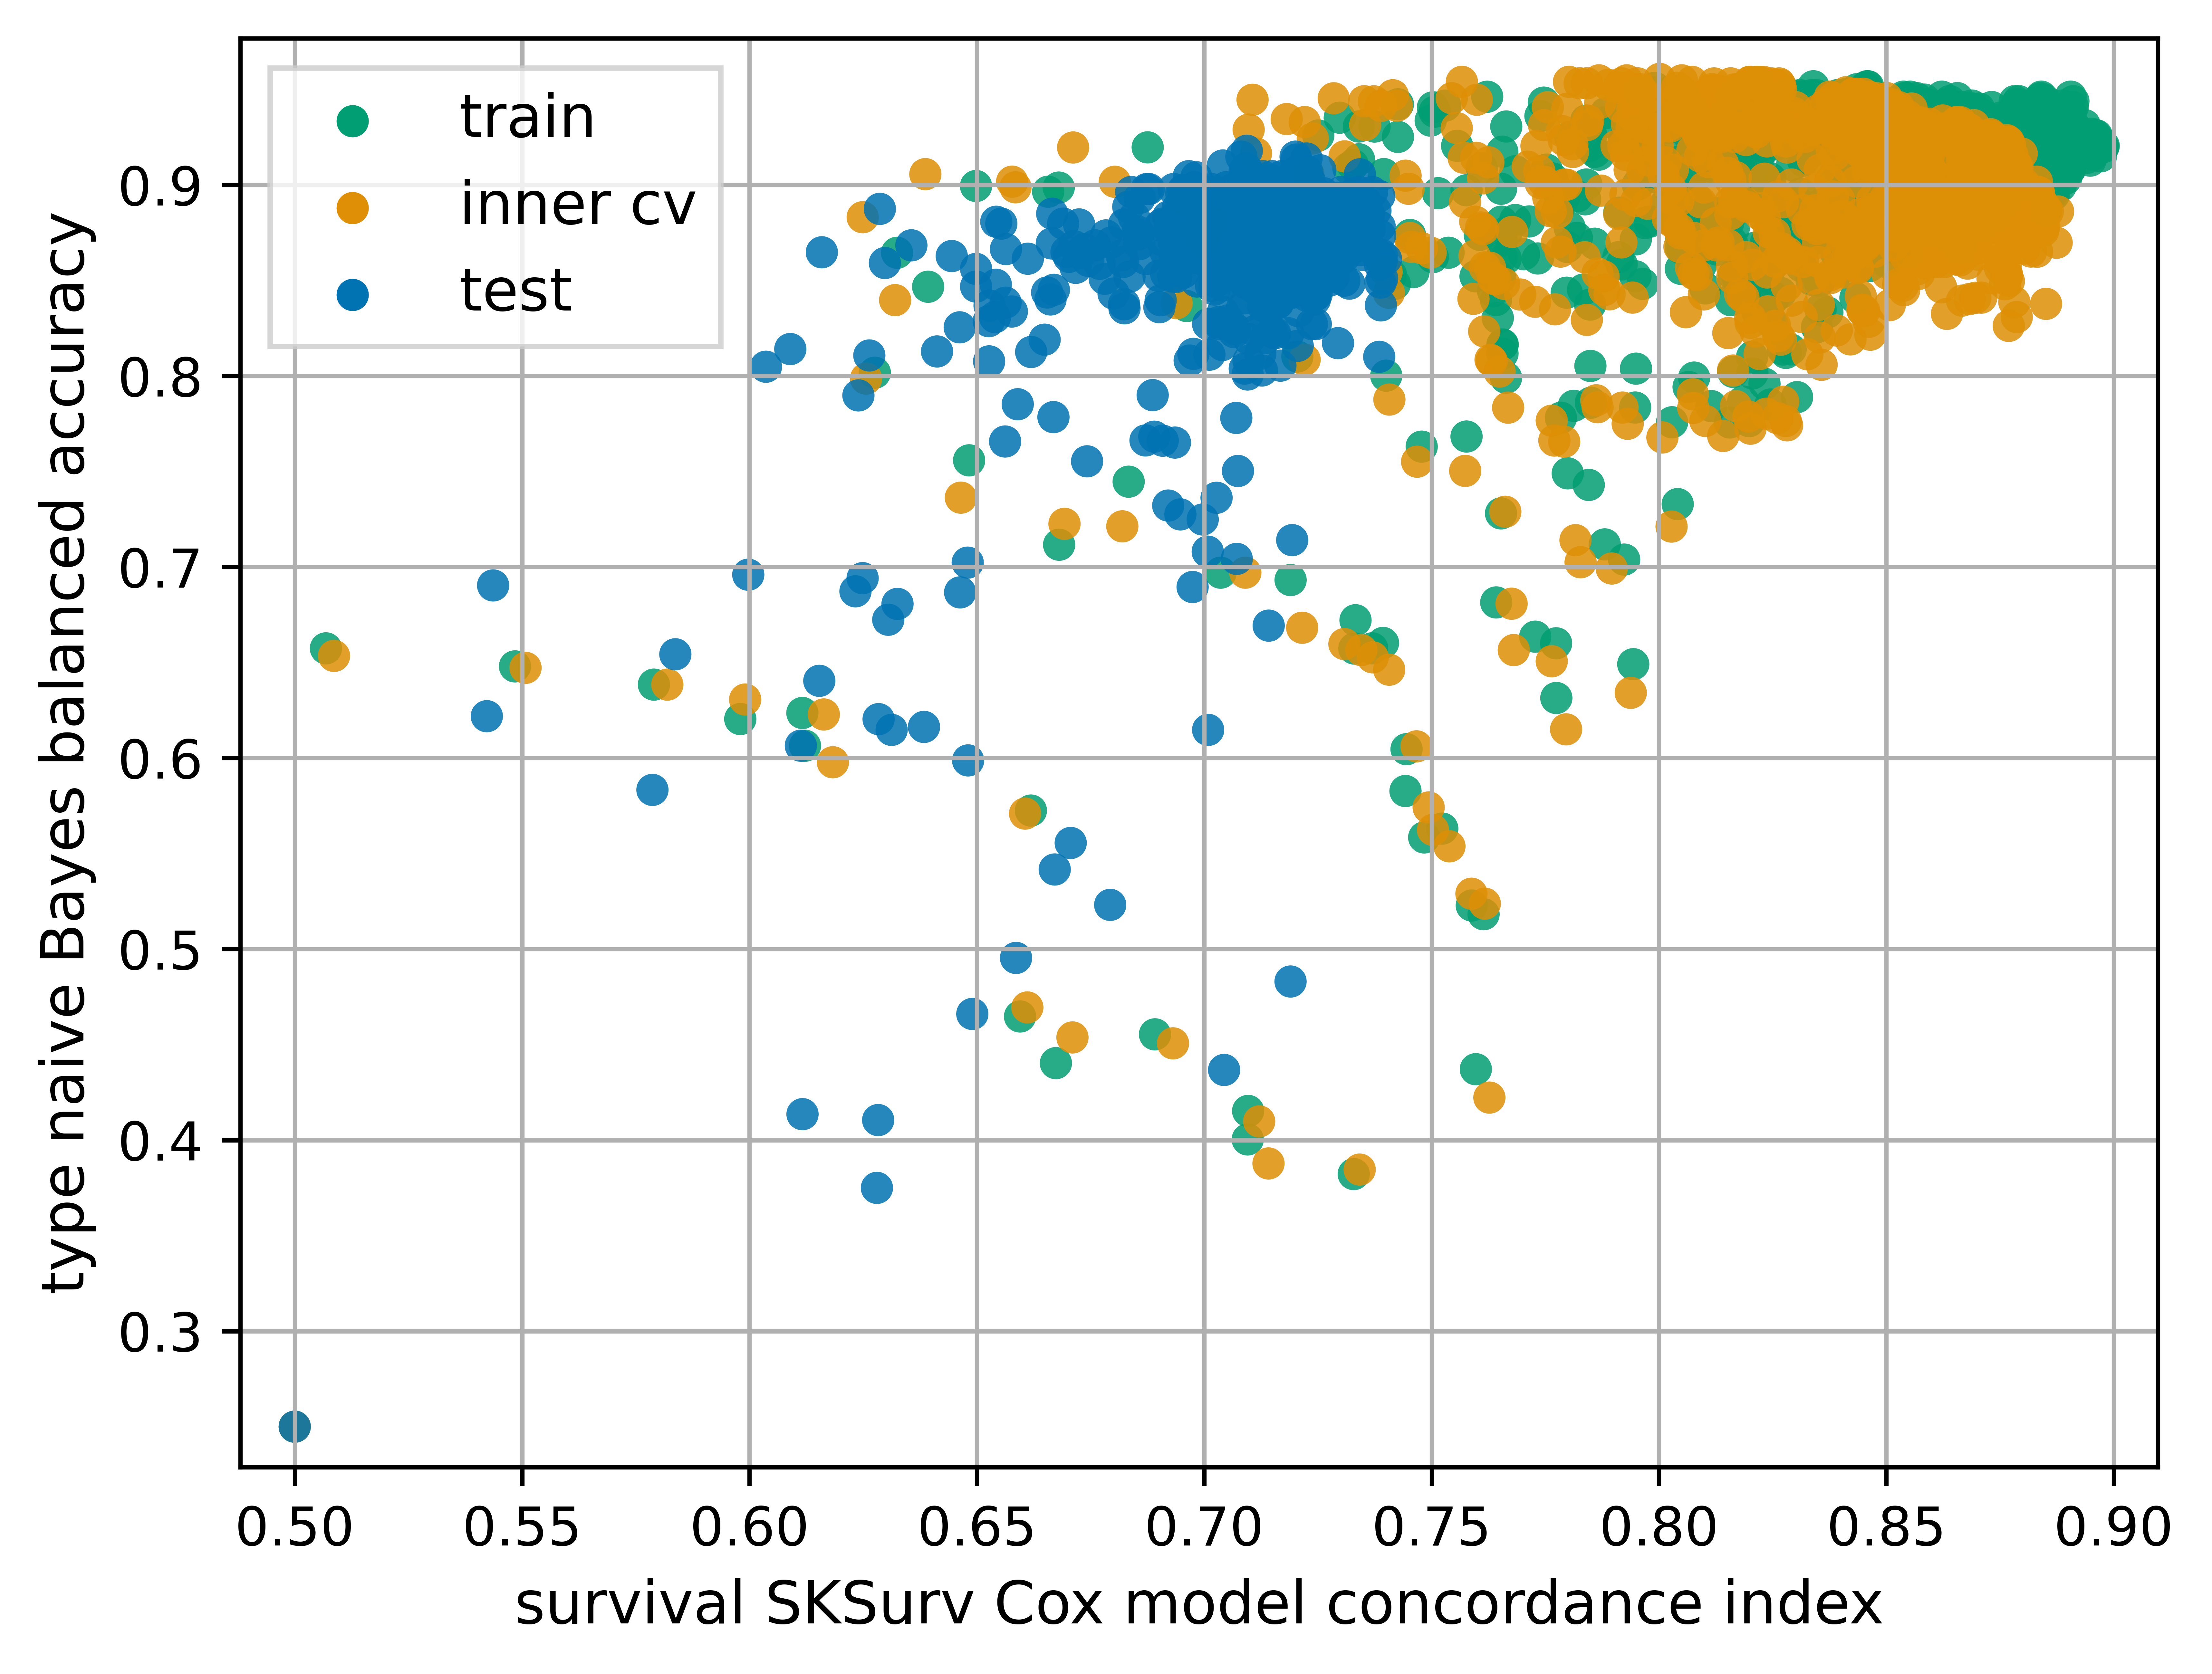 train
inner cv
test
0.9
0.8
0.7
0.6
0.5
0.4
0.3
type naive Bayes balanced accuracy
0.50 0.55 0.60 0.65 0.70 0.75 0.80 0.85 0.90
survival SKSurv Cox model concordance index